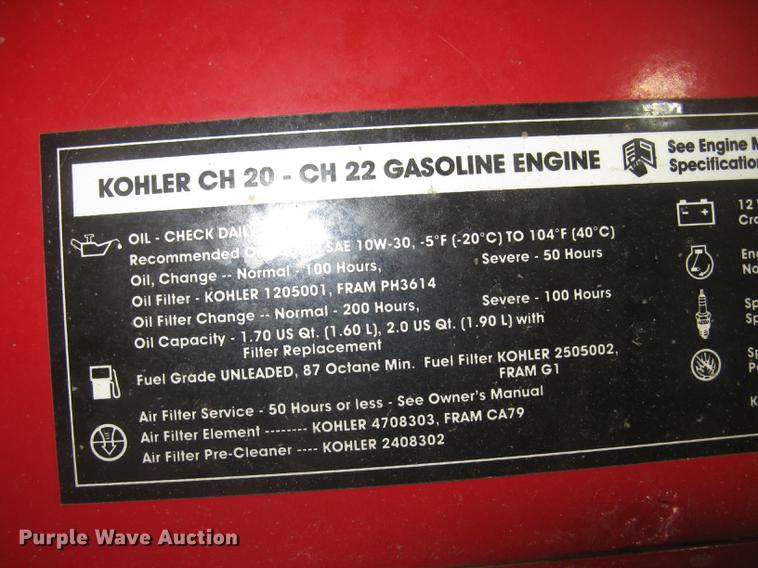 KOHLER CH 20 - CH 22 GASOLINE ENGINE
See Engine
Specification
OIL - CHECK
Recommended SAE 10W-30, -5°F (-20°C) TO 104°F (40°C)
Oil, Change -- Normal - 100 Hours, Severe - 50 Hours
Oil Filter - KOHLER 1205001, FRAM PH3614
Oil Filter Change -- Normal - 200 Hours, Severe - 100 Hours
Oil Capacity - 1.70 US Qt. (1.60 L), 2.0 US Qt. (1.90 L) with
Filter Replacement
Fuel Grade UNLEADED, 87 Octane Min. Fuel Filter KOHLER 2505002,
FRAM G1
Air Filter Service - 50 Hours or less - See Owner's Manual
Air Filter Element -------- KOHLER 4708303, FRAM CA79
Air Filter Pre-Cleaner ---- KOHLER 2408302
12
Purple Wave Auction